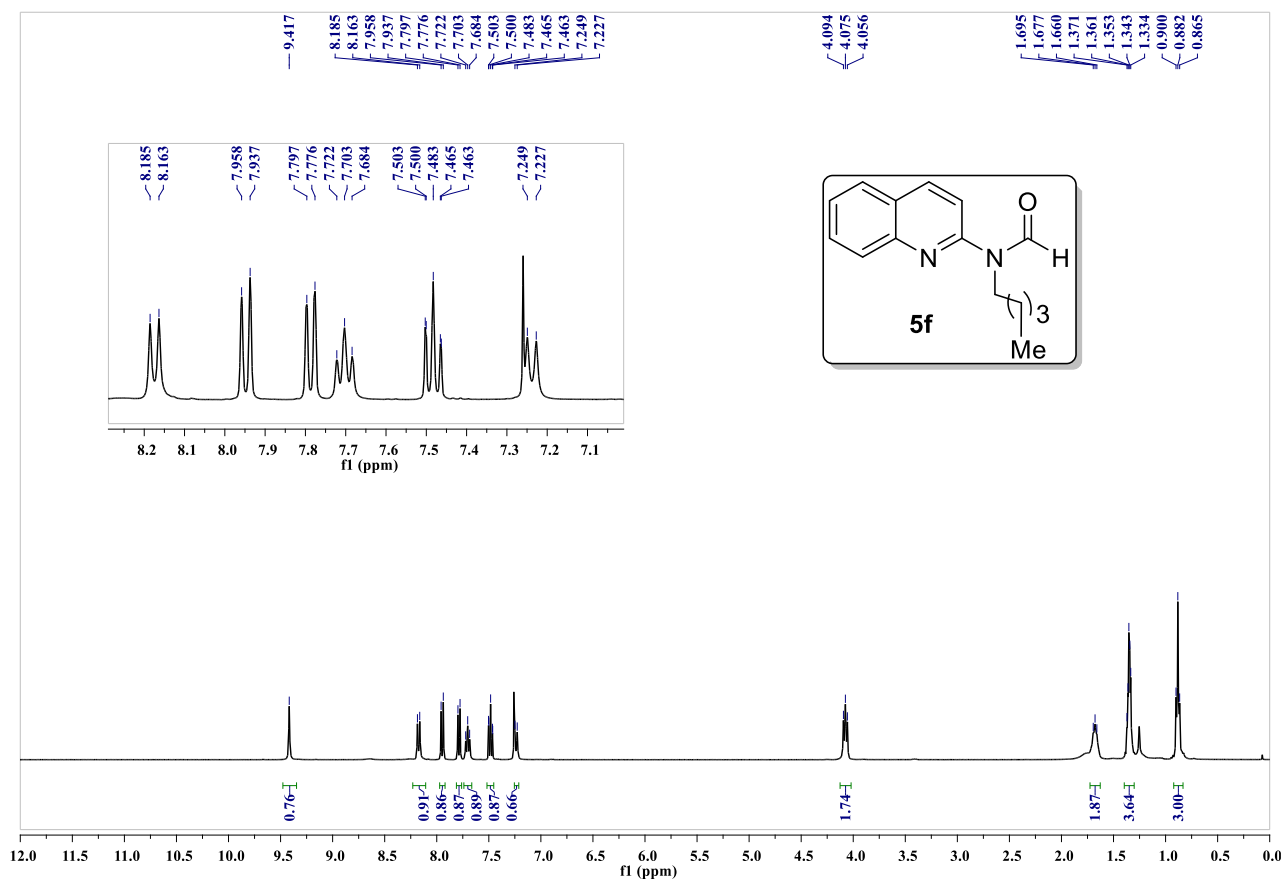 9.417 8.185 8.163 7.958 7.937 7.797 7.776 7.722 7.703 7.684 7.503 7.500 7.483 7.465 7.463 7.249 7.227 4.094 4.075 4.056 1.695 1.677 1.660 1.371 1.361 1.353 1.343 1.334 0.900 0.882 0.865
8.185 8.163 7.958 7.937 7.797 7.776 7.722 7.703 7.684 7.503 7.500 7.483 7.465 7.463 7.249 7.227
8.2 8.1 8.0 7.9 7.8 7.7 7.6 7.5 7.4 7.3 7.2 7.1
f1 (ppm)
O
N N H
( )3
5f
Me
0.76 0.91 0.86 0.87 0.89 0.87 0.66 1.74 1.87 3.64 3.00
12.0 11.5 11.0 10.5 10.0 9.5 9.0 8.5 8.0 7.5 7.0 6.5 6.0 5.5 5.0 4.5 4.0 3.5 3.0 2.5 2.0 1.5 1.0 0.5 0.0
f1 (ppm)